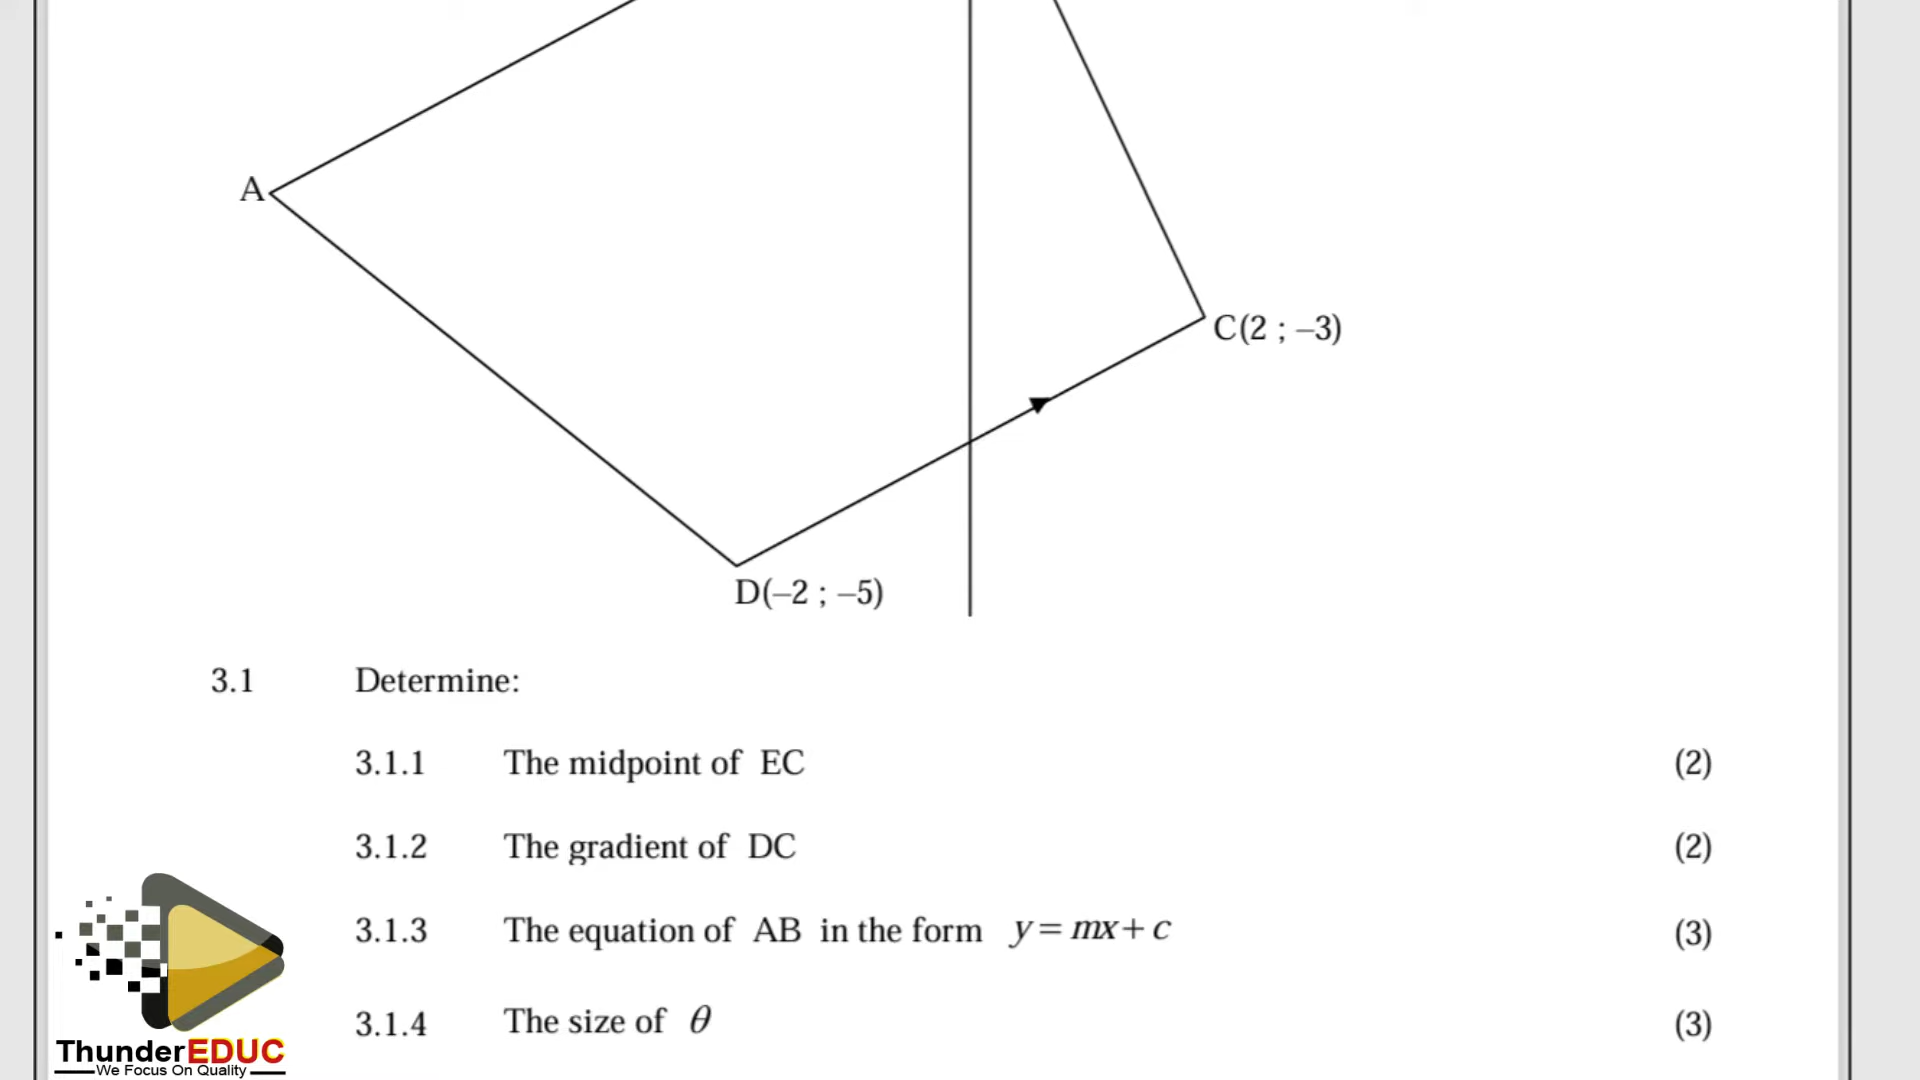 A
C(2 ; –3)
D(–2 ; –5)
3.1 Determine:
3.1.1 The midpoint of EC (2)
3.1.2 The gradient of DC (2)
3.1.3 The equation of AB in the form y = mx + c (3)
3.1.4 The size of θ (3)
ThunderEDUC
We Focus On Quality